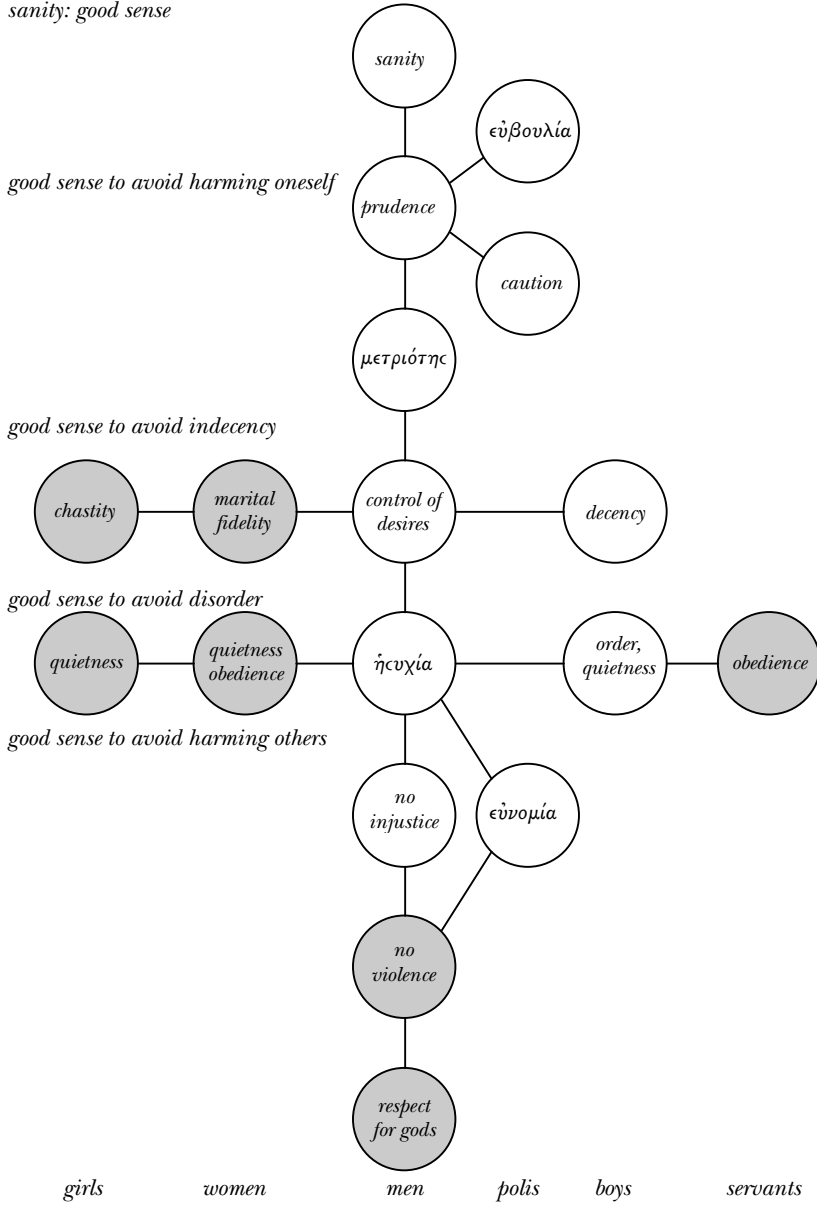 sanity: good sense
sanity
εὐβουλία
good sense to avoid harming oneself
prudence
caution
μετριότηϲ
good sense to avoid indecency
chastity
marital
fidelity
control of
desires
decency
good sense to avoid disorder
quietness
quietness
obedience
ἡϲυχία
order,
quietness
obedience
good sense to avoid harming others
no
injustice
εὐνομία
no
violence
respect
for gods
girls women men polis boys servants